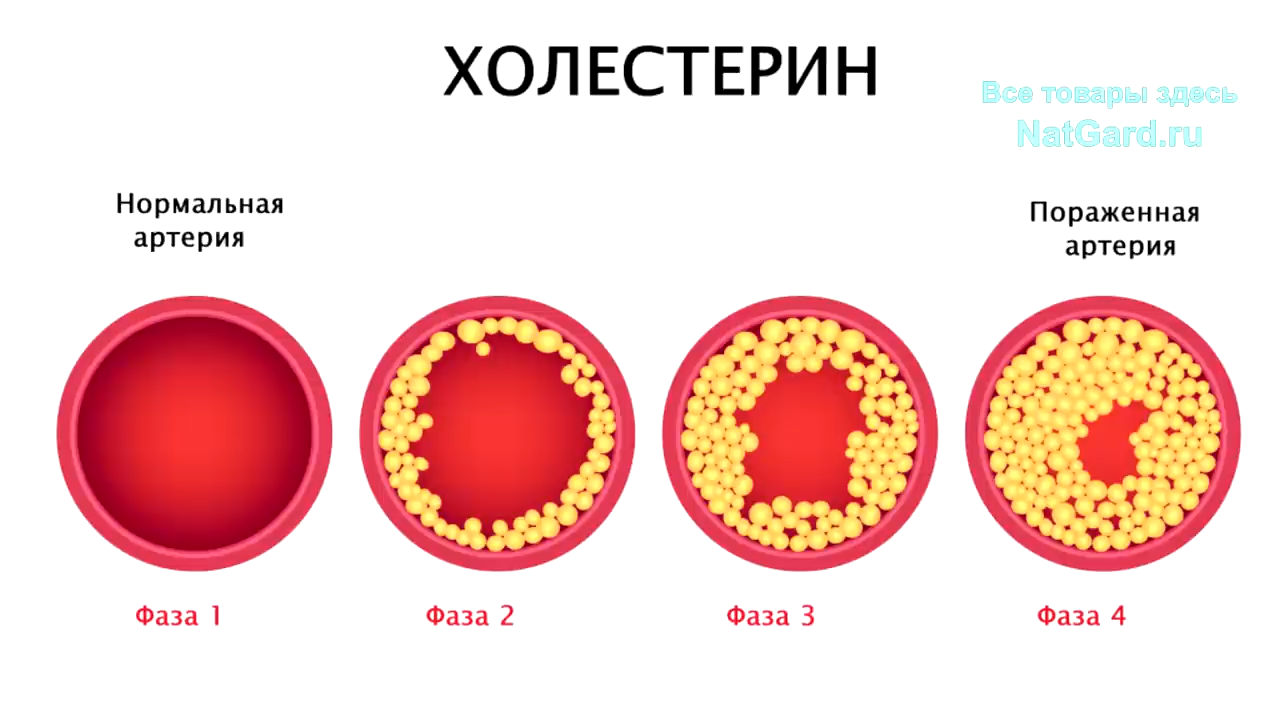 ХОЛЕСТЕРИН
Все товары здесь
NatGard.ru
Нормальная
артерия
Пораженная
артерия
Фаза 1
Фаза 2
Фаза 3
Фаза 4